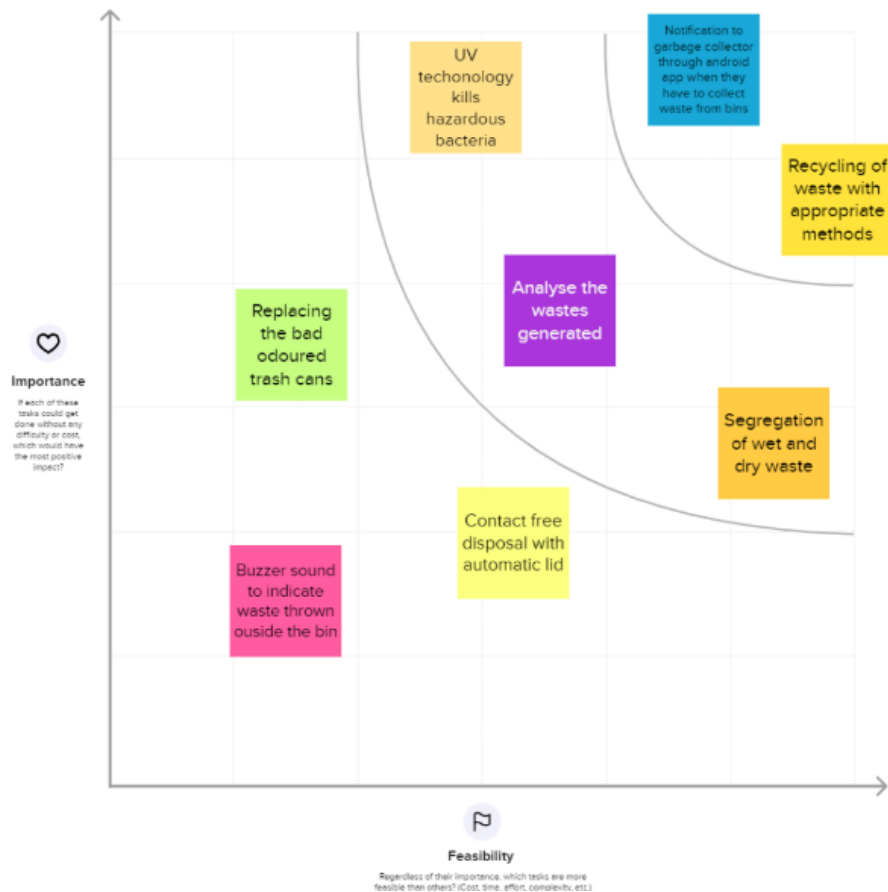 UV
techonology
kills
hazardous
bacteria
Notification to
garbage collector
through android
app when they
have to collect
waste from bins
Recycling of
waste with
appropriate
methods
Analyse the
wastes
generated
Replacing
the bad
odoured
trash cans
Importance
If each of these
tasks could get
done without any
difficulty or cost,
which would have
the most positive
impact?
Segregation
of wet and
dry waste
Contact free
disposal with
automatic lid
Buzzer sound
to indicate
waste thrown
ouside the bin
Feasibility
Regardless of their importance, which tasks are more
feasible than others? (Cost, time, effort, complexity, etc.)